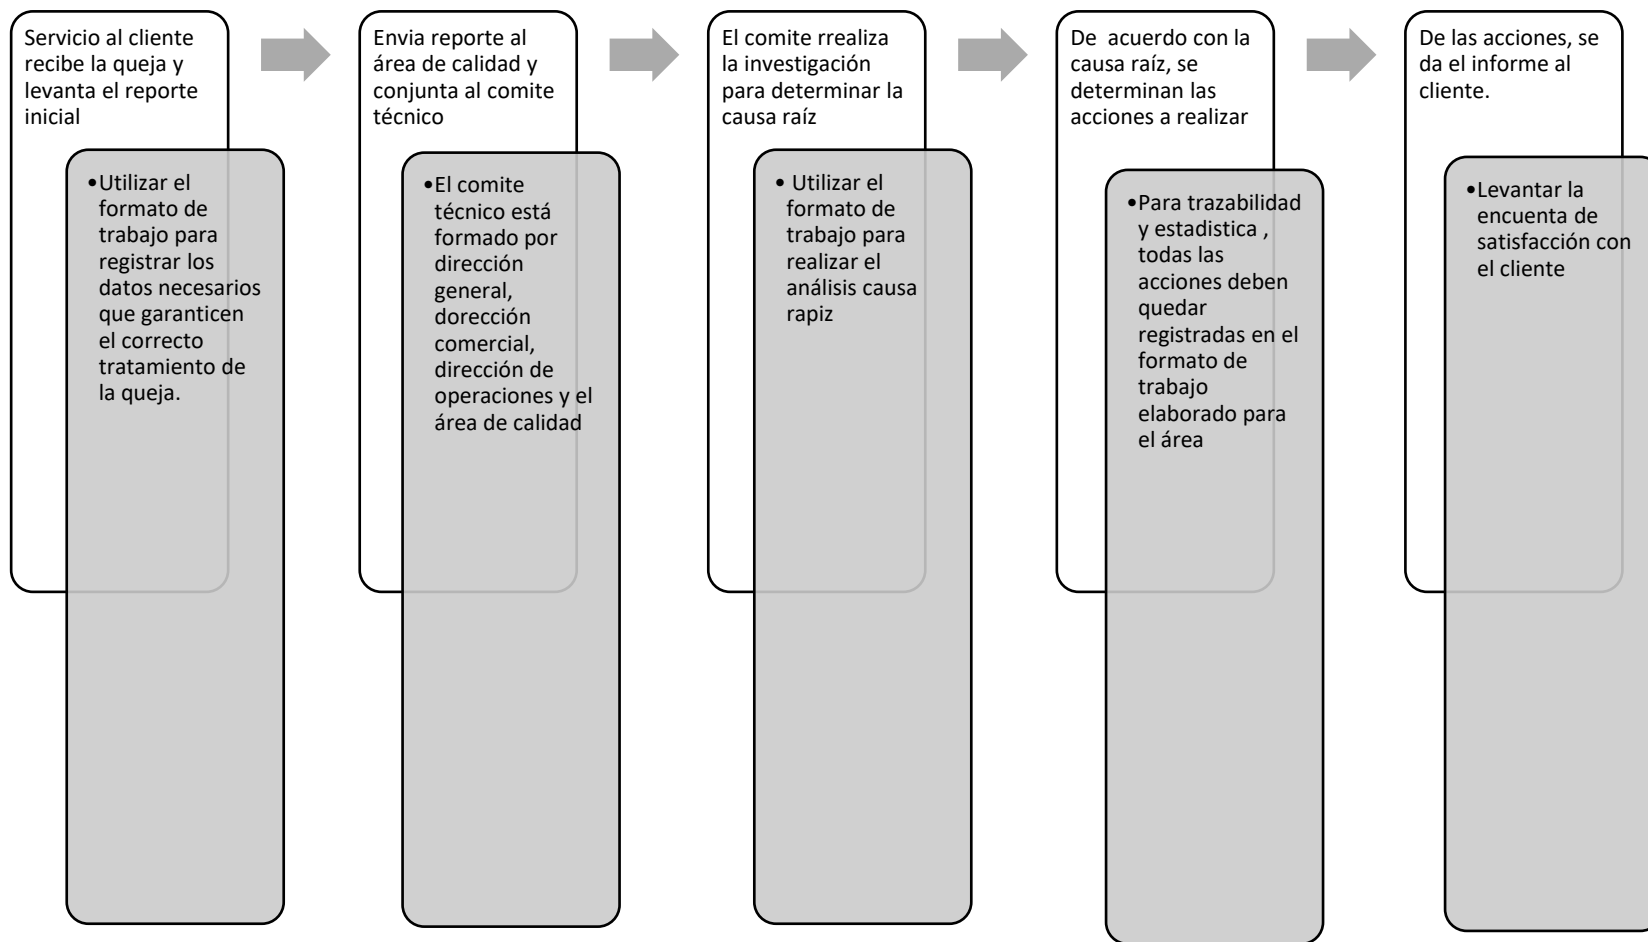 Servicio al cliente
recibe la queja y
levanta el reporte
inicial
•Utilizar el
formato de
trabajo para
registrar los
datos necesarios
que garanticen
el correcto
tratamiento de
la queja.
Envia reporte al
área de calidad y
conjunta al comite
técnico
•El comite
técnico está
formado por
dirección
general,
dorección
comercial,
dirección de
operaciones y el
área de calidad
El comite rrealiza
la investigación
para determinar la
causa raíz
• Utilizar el
formato de
trabajo para
realizar el
análisis causa
rapiz
De acuerdo con la
causa raíz, se
determinan las
acciones a realizar
•Para trazabilidad
y estadistica ,
todas las
acciones deben
quedar
registradas en el
formato de
trabajo
elaborado para
el área
De las acciones, se
da el informe al
cliente.
•Levantar la
encuenta de
satisfacción con
el cliente